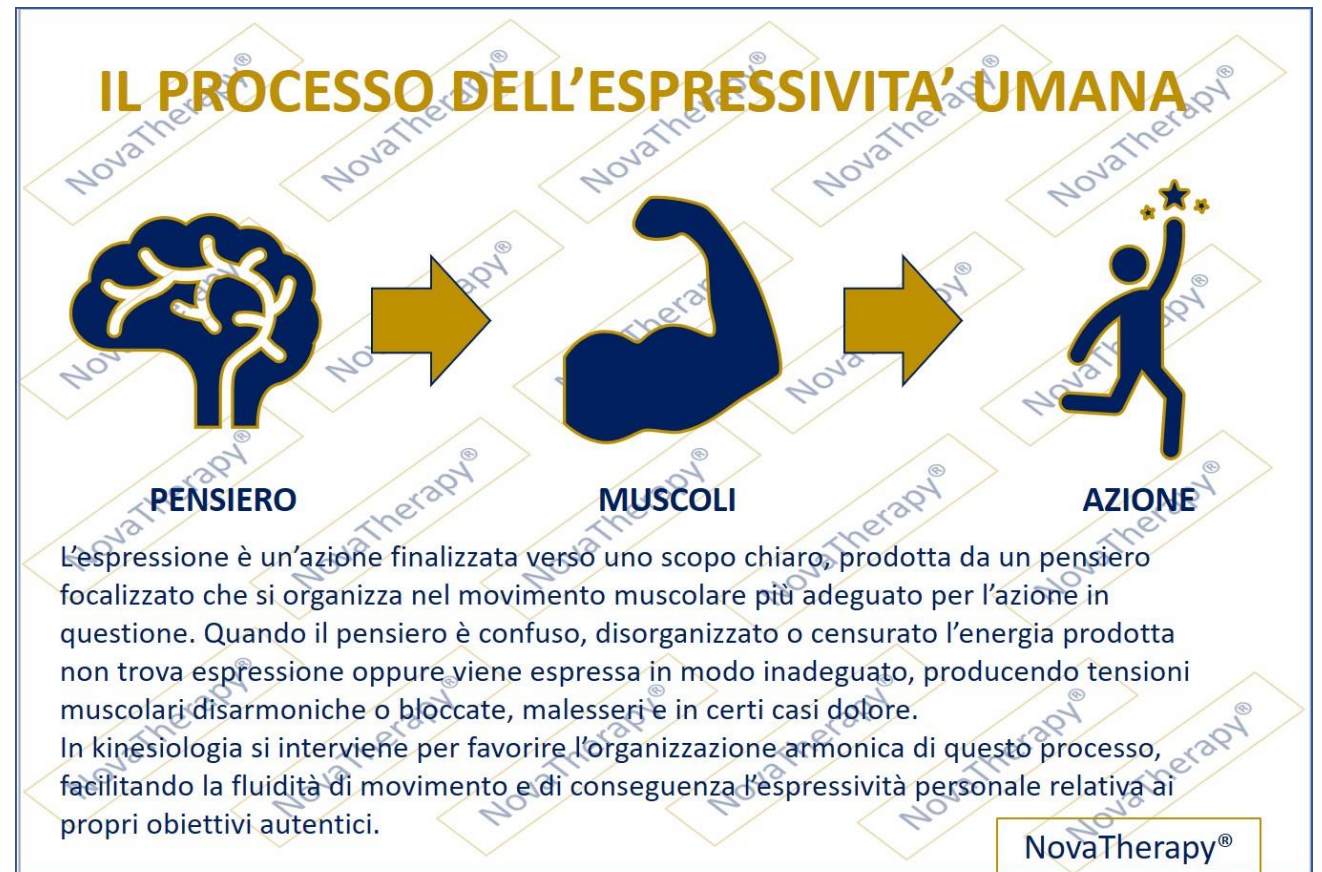 IL PROCESSO DELL’ESPRESSIVITA’ UMANA
PENSIERO
MUSCOLI
AZIONE
L’espressione è un’azione finalizzata verso uno scopo chiaro, prodotta da un pensiero
focalizzato che si organizza nel movimento muscolare più adeguato per l’azione in
questione. Quando il pensiero è confuso, disorganizzato o censurato l’energia prodotta
non trova espressione oppure viene espressa in modo inadeguato, producendo tensioni
muscolari disarmoniche o bloccate, malesseri e in certi casi dolore.
In kinesiologia si interviene per favorire l’organizzazione armonica di questo processo,
facilitando la fluidità di movimento e di conseguenza l’espressività personale relativa ai
propri obiettivi autentici.
NovaTherapy®